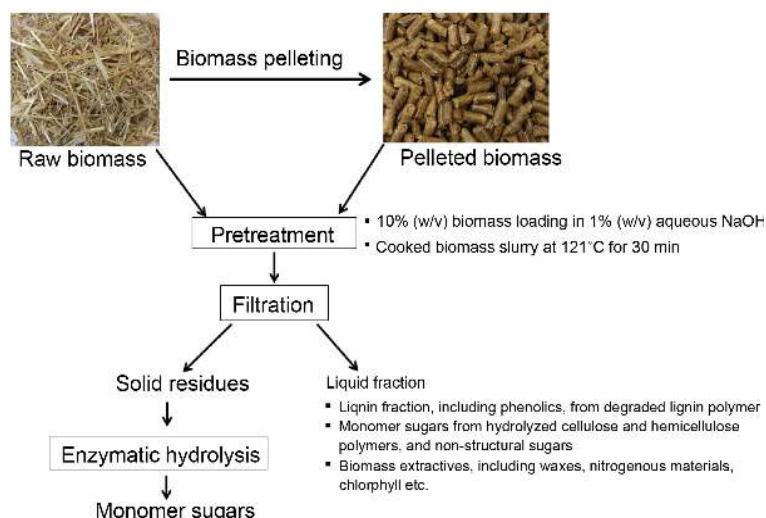 Biomass pelleting
Raw biomass
Pelleted biomass
Pretreatment
▪ 10% (w/v) biomass loading in 1% (w/v) aqueous NaOH
▪ Cooked biomass slurry at 121°C for 30 min
Filtration
Solid residues
Liquid fraction
▪ Lignin fraction, including phenolics, from degraded lignin polymer
▪ Monomer sugars from hydrolyzed cellulose and hemicellulose
polymers, and non-structural sugars
▪ Biomass extractives, including waxes, nitrogenous materials,
chlorophyll etc.
Enzymatic hydrolysis
Monomer sugars